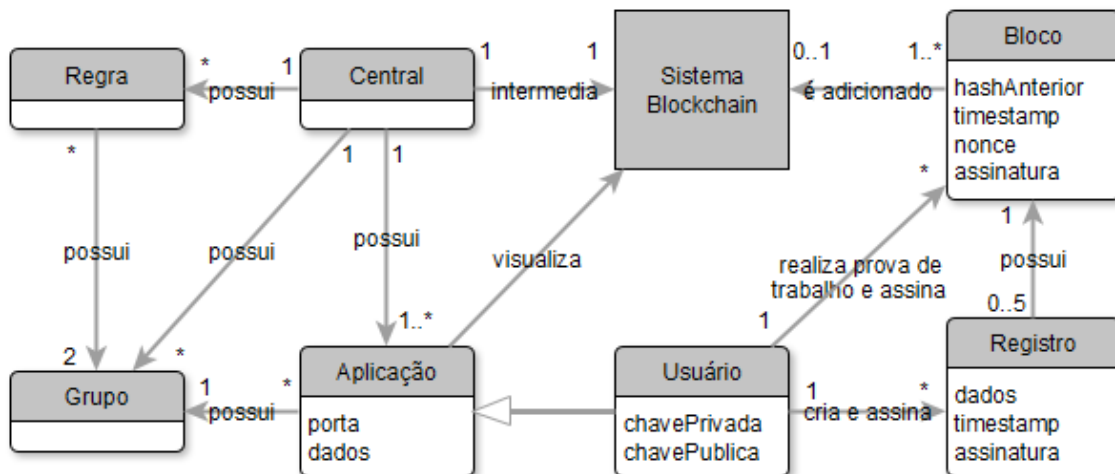 Regra
*
possui
1
Central
1
intermedia
1
Sistema
Blockchain
0..1
é adicionado
1..*
Bloco
hashAnterior
timestamp
nonce
assinatura
*
possui
2
1
possui
*
1
possui
1..*
visualiza
1
realiza prova de
trabalho e assina
*
1
possui
0..5
Grupo
1
possui
*
Aplicação
porta
dados
Usuário
chavePrivada
chavePublica
1
cria e assina
*
Registro
dados
timestamp
assinatura